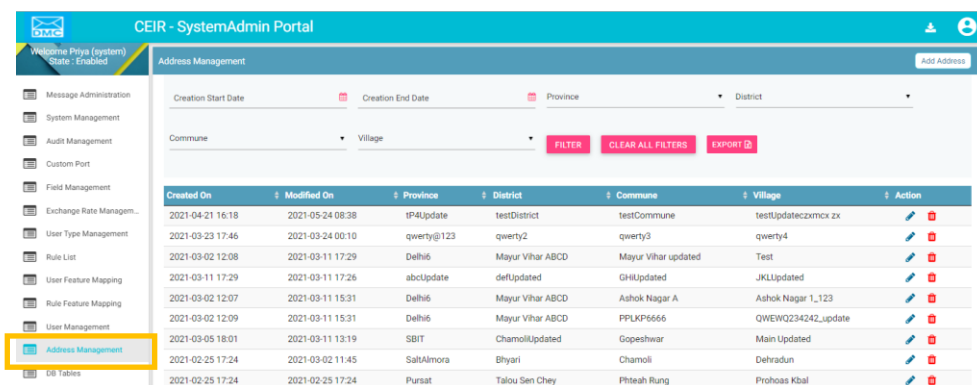 DMC
CEIR - SystemAdmin Portal
Welcome Priya (system)
State : Enabled
Address Management
Add Address
Message Administration
System Management
Audit Management
Custom Port
Field Management
Exchange Rate Managem...
User Type Management
Rule List
User Feature Mapping
Rule Feature Mapping
User Management
Address Management
DB Tables
Creation Start Date Creation End Date Province District
Commune Village FILTER CLEAR ALL FILTERS EXPORT
Created On Modified On Province District Commune Village Action
2021-04-21 16:18 2021-05-24 08:38 tP4Update testDistrict testCommune testUpdateczxmcx zx
2021-03-23 17:46 2021-03-24 00:10 qwerty@123 qwerty2 qwerty3 qwerty4
2021-03-02 12:08 2021-03-11 17:29 Delhi6 Mayur Vihar ABCD Mayur Vihar updated Test
2021-03-11 17:29 2021-03-11 17:26 abcUpdate defUpdated GHiUpdated JKLUpdated
2021-03-02 12:07 2021-03-11 15:31 Delhi6 Mayur Vihar ABCD Ashok Nagar A Ashok Nagar 1_123
2021-03-02 12:09 2021-03-11 15:31 Delhi6 Mayur Vihar ABCD PPLKP6666 QWEWQ234242_update
2021-03-05 18:01 2021-03-11 13:19 SBIT ChamoliUpdated Gopeshwar Main Updated
2021-02-25 17:24 2021-03-02 11:45 SaltAlmora Bhyari Chamoli Dehradun
2021-02-25 17:24 2021-02-25 17:24 Pursat Talou Sen Chey Phteah Rung Prohoas Kbal